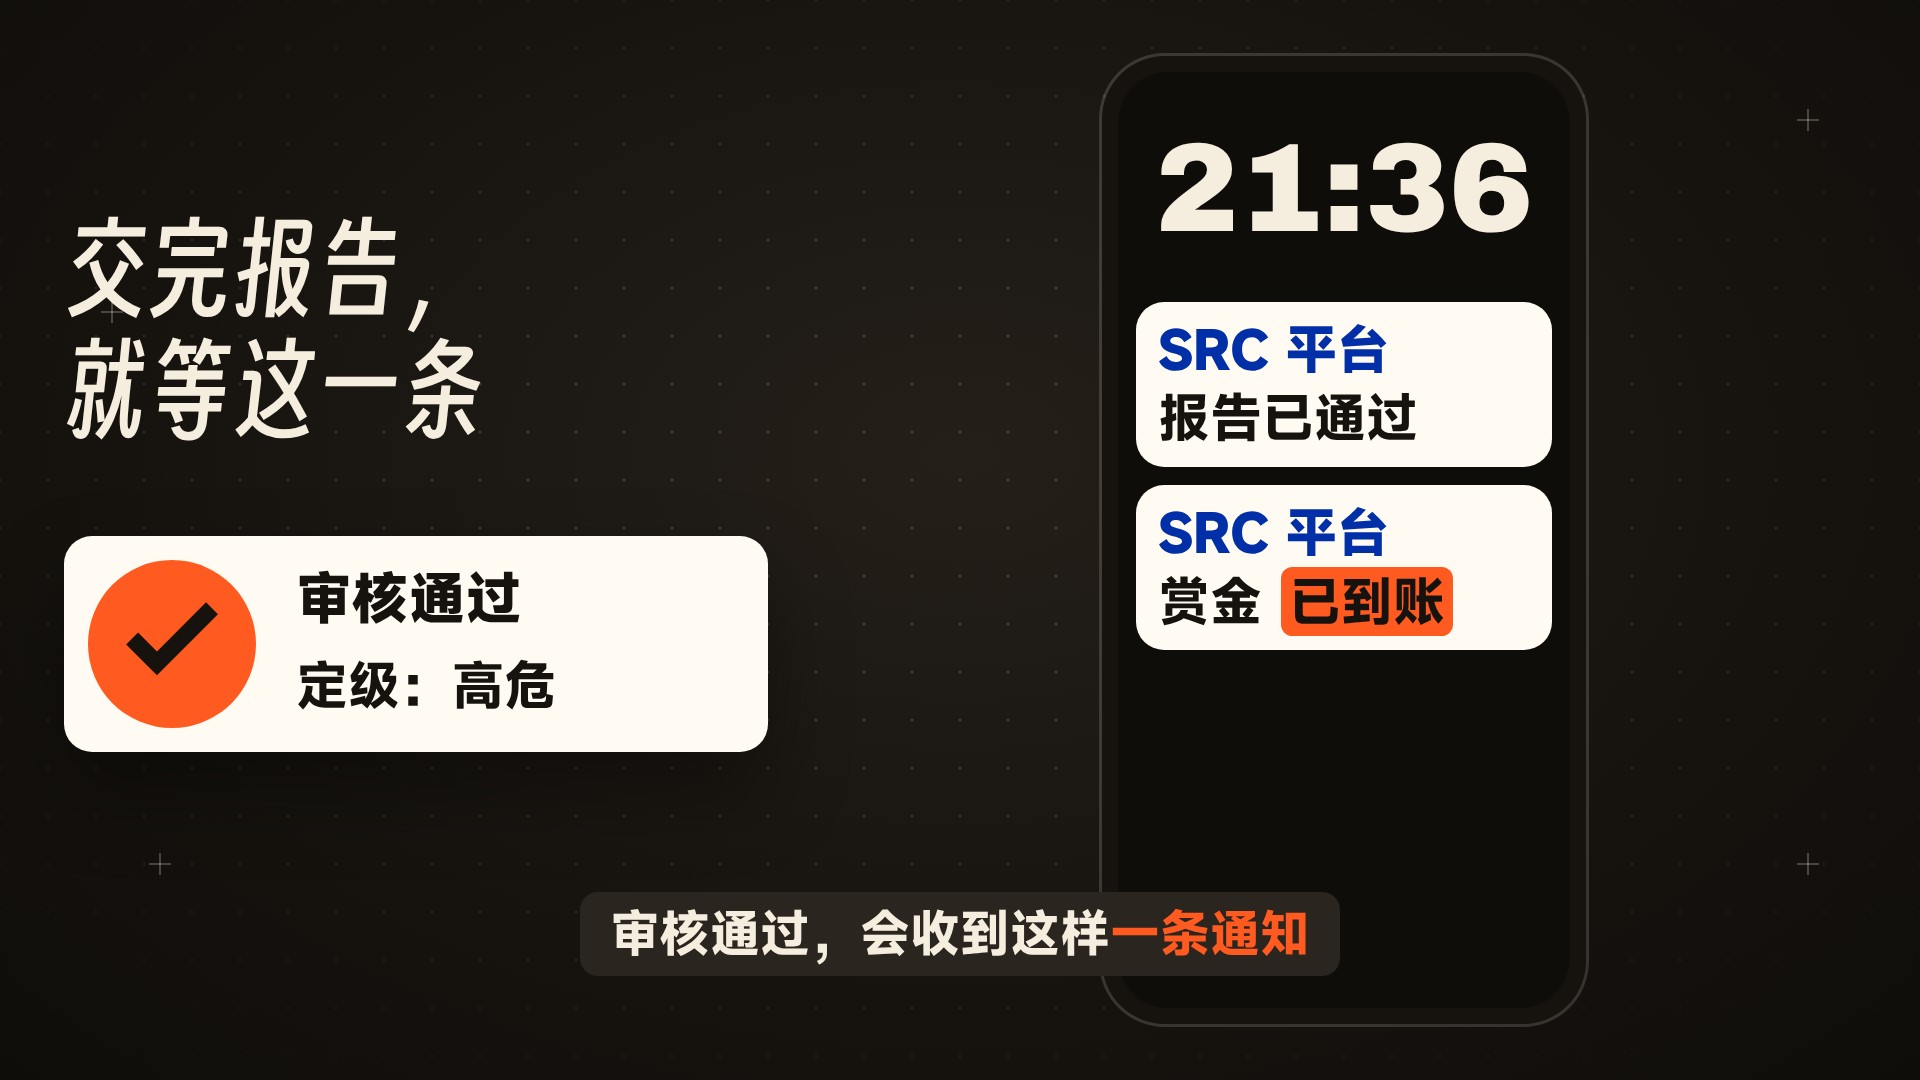 交完报告,
就等这一条
审核通过
定级：高危
21:36
SRC 平台
报告已通过
SRC 平台
赏金 已到账
审核通过，会收到这样一条通知